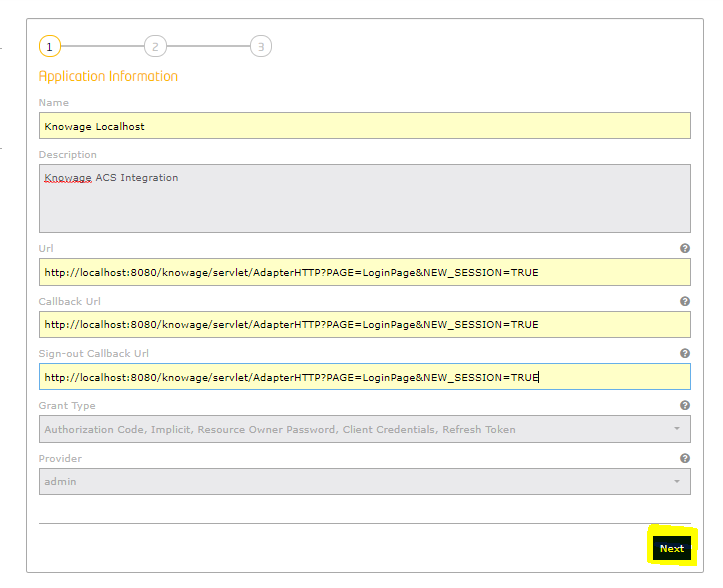 1 2 3
Application Information
Name
Knowage Localhost
Description
Knowage ACS Integration
Url
http://localhost:8080/knowage/servlet/AdapterHTTP?PAGE=LoginPage&NEW_SESSION=TRUE
Callback Url
http://localhost:8080/knowage/servlet/AdapterHTTP?PAGE=LoginPage&NEW_SESSION=TRUE
Sign-out Callback Url
http://localhost:8080/knowage/servlet/AdapterHTTP?PAGE=LoginPage&NEW_SESSION=TRUE
Grant Type
Authorization Code, Implicit, Resource Owner Password, Client Credentials, Refresh Token
Provider
admin
Next